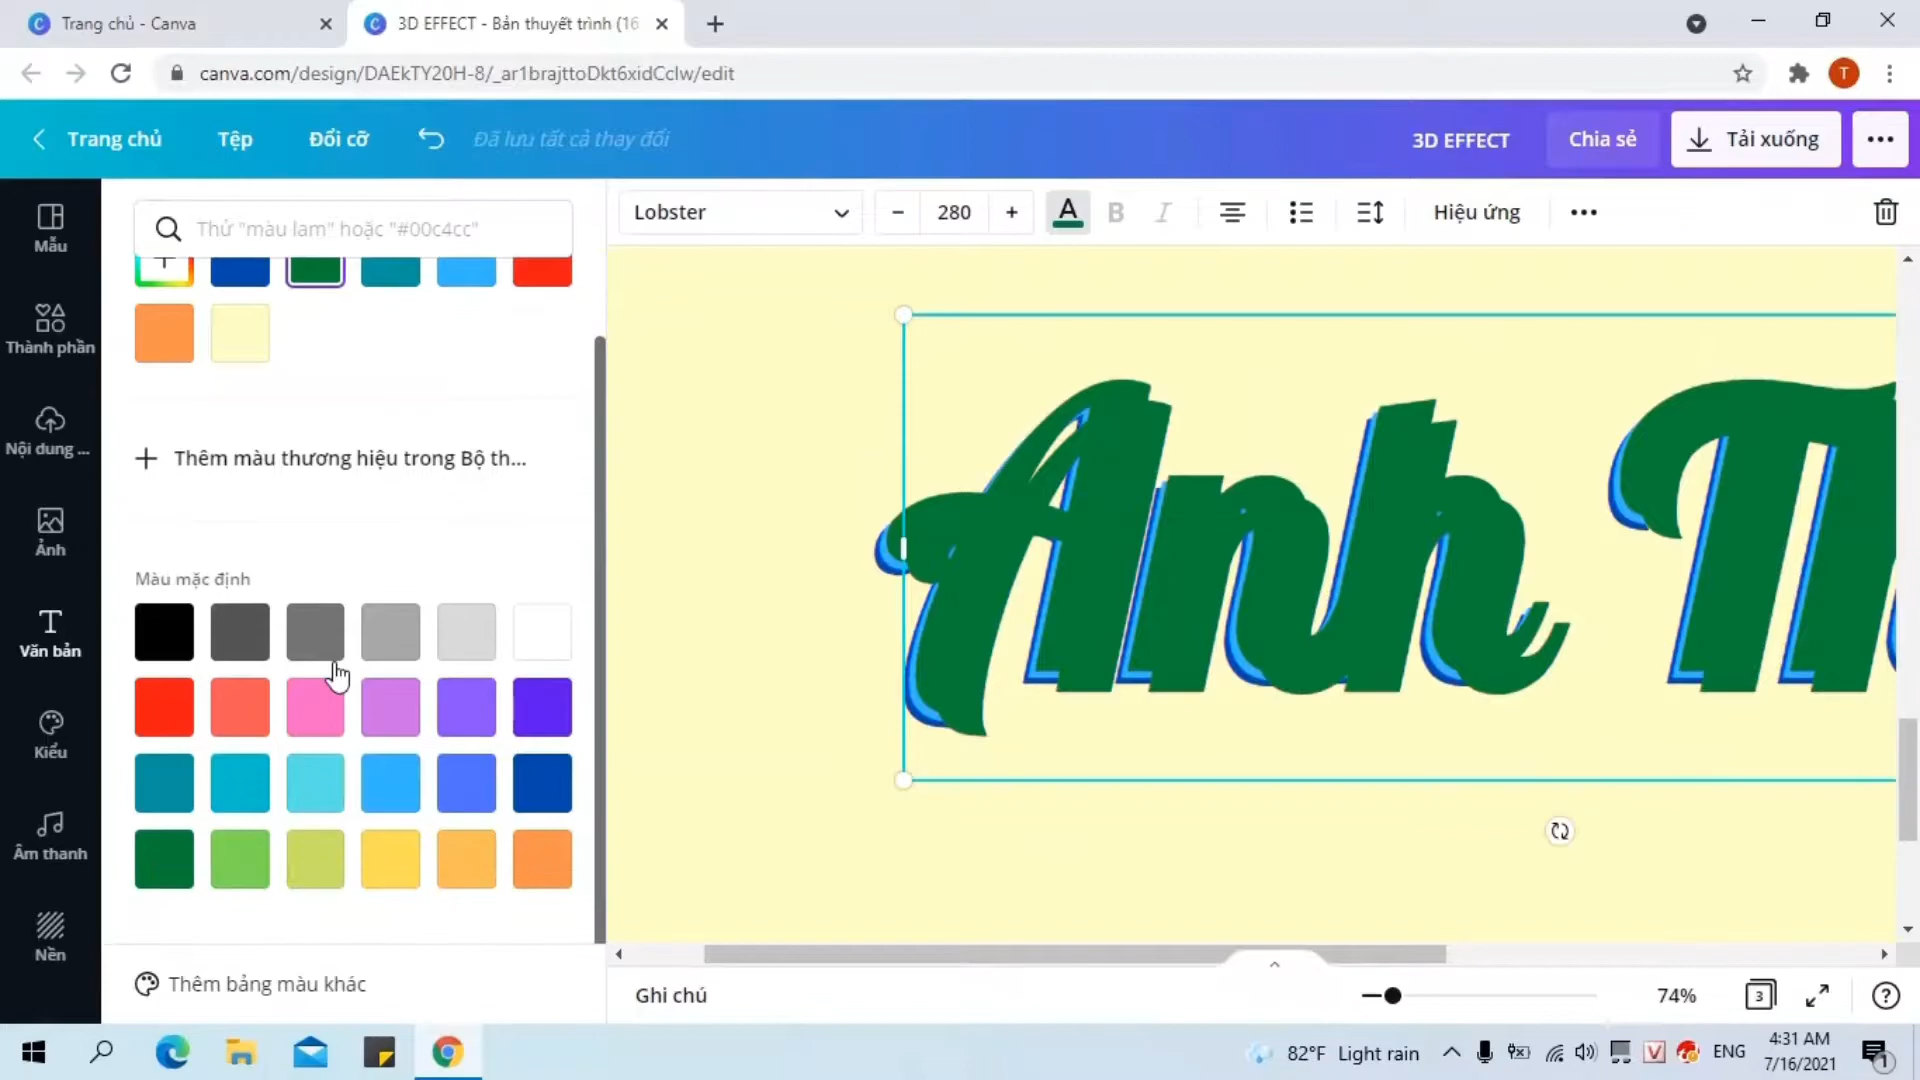 Trang chủ - Canva
3D EFFECT - Bản thuyết trình (16
canva.com/design/DAEkTY20H-8/_ar1brajttoDkt6xidCclw/edit
T
Trang chủ
Tệp
Đổi cỡ
Đã lưu tất cả thay đổi
3D EFFECT
Chia sẻ
Tải xuống
Mẫu
Thành phần
Nội dung ...
Ảnh
Văn bản
Kiểu
Âm thanh
Nền
Thử "màu lam" hoặc "#00c4cc"
Thêm màu thương hiệu trong Bộ th...
Màu mặc định
Thêm bảng màu khác
Lobster
280
A
B
I
Hiệu ứng
Anh Th
Ghi chú
74%
3
82°F Light rain
ENG
4:31 AM
7/16/2021
1